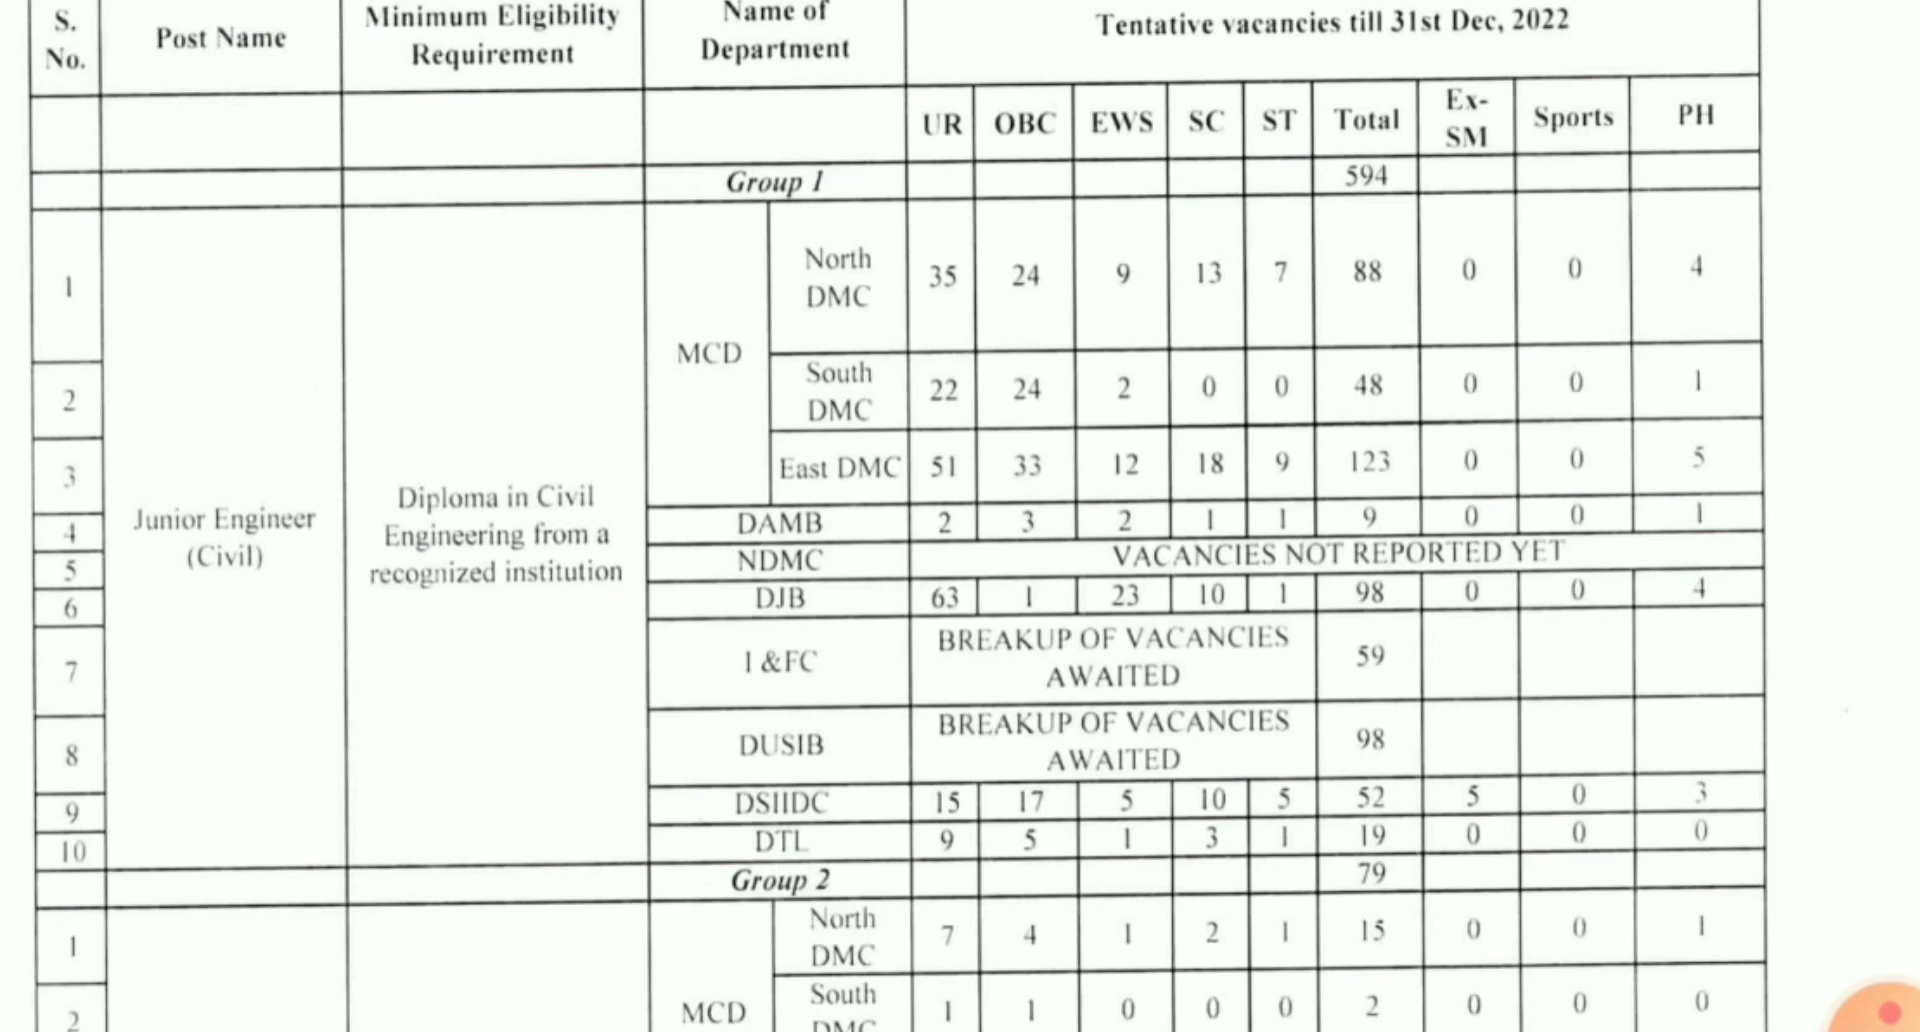 S. No. Post Name Minimum Eligibility Requirement Name of Department Tentative vacancies till 31st Dec, 2022
UR OBC EWS SC ST Total Ex-SM Sports PH
Group 1 594
1 Junior Engineer (Civil) Diploma in Civil Engineering from a recognized institution MCD North DMC 35 24 9 13 7 88 0 0 4
2 South DMC 22 24 2 0 0 48 0 0 1
3 East DMC 51 33 12 18 9 123 0 0 5
4 DAMB 2 3 2 1 1 9 0 0 1
5 NDMC VACANCIES NOT REPORTED YET
6 DJB 63 1 23 10 1 98 0 0 4
7 I &FC BREAKUP OF VACANCIES AWAITED 59
8 DUSIB BREAKUP OF VACANCIES AWAITED 98
9 DSIIDC 15 17 5 10 5 52 5 0 3
10 DTL 9 5 1 3 1 19 0 0 0
Group 2 79
1 MCD North DMC 7 4 1 2 1 15 0 0 1
2 South DMC 1 1 0 0 0 2 0 0 0